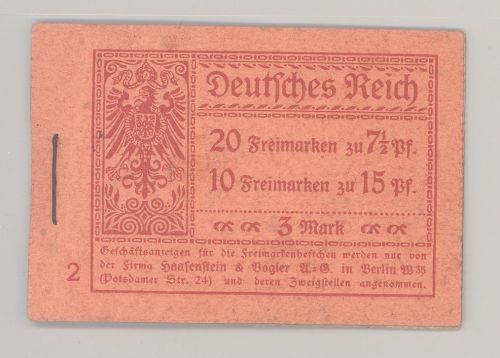 Deutsches Reich
20 Freimarken zu 7½ Pf.
10 Freimarken zu 15 Pf.
3 Mark
Geschäftsanzeigen für die Freimarkenheftchen werden nur von
der Firma Haasenstein & Vogler A.=G. in Berlin W 35
(Potsdamer Str. 24) und deren Zweigstellen angenommen.
2